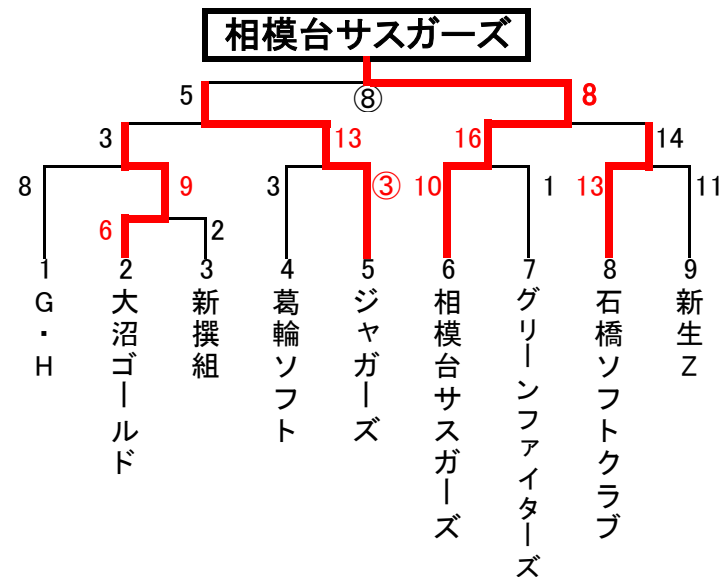 相模台サスガーズ
5
⑧
8
3
13
16
14
8
9
3
③
10
1
13
11
6
2
1
2
3
4
5
6
7
8
9
G・H
大沼ゴールド
新撰組
葛輪ソフト
ジャガーズ
相模台サスガーズ
グリーンファイターズ
石橋ソフトクラブ
新生Z